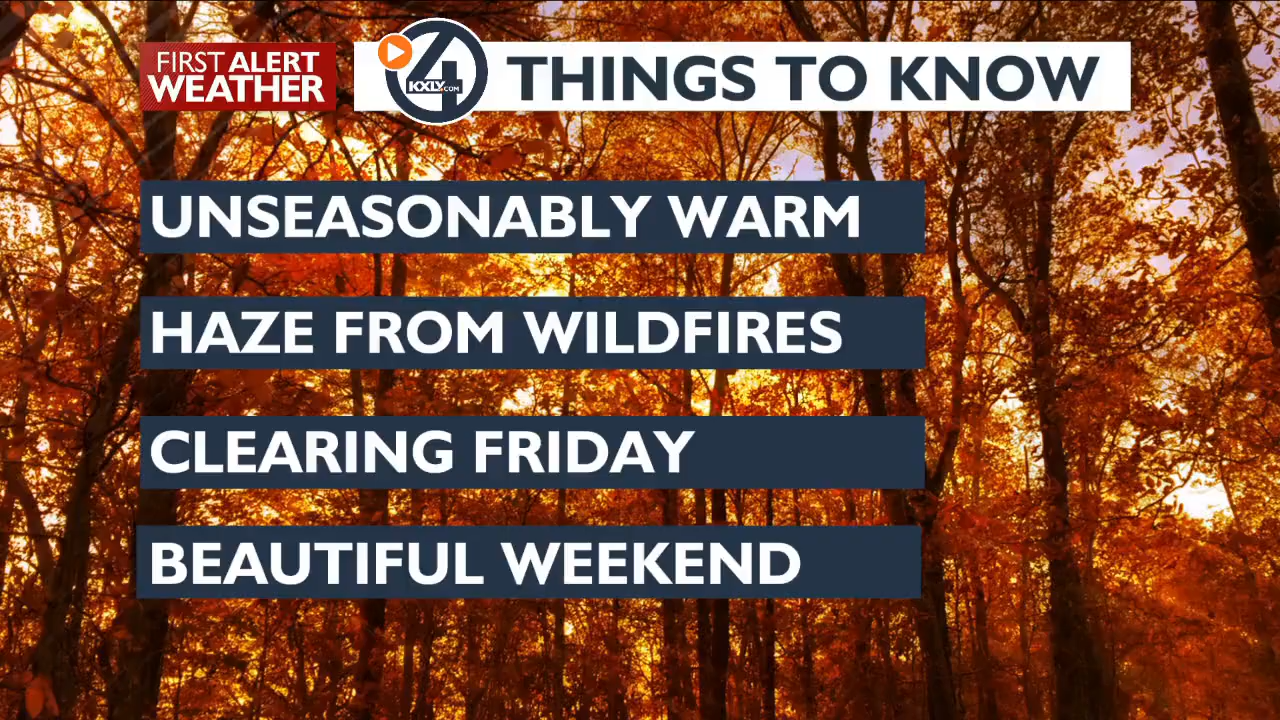 FIRST ALERT
WEATHER
4 THINGS TO KNOW
KXLY.COM
UNSEASONABLY WARM
HAZE FROM WILDFIRES
CLEARING FRIDAY
BEAUTIFUL WEEKEND